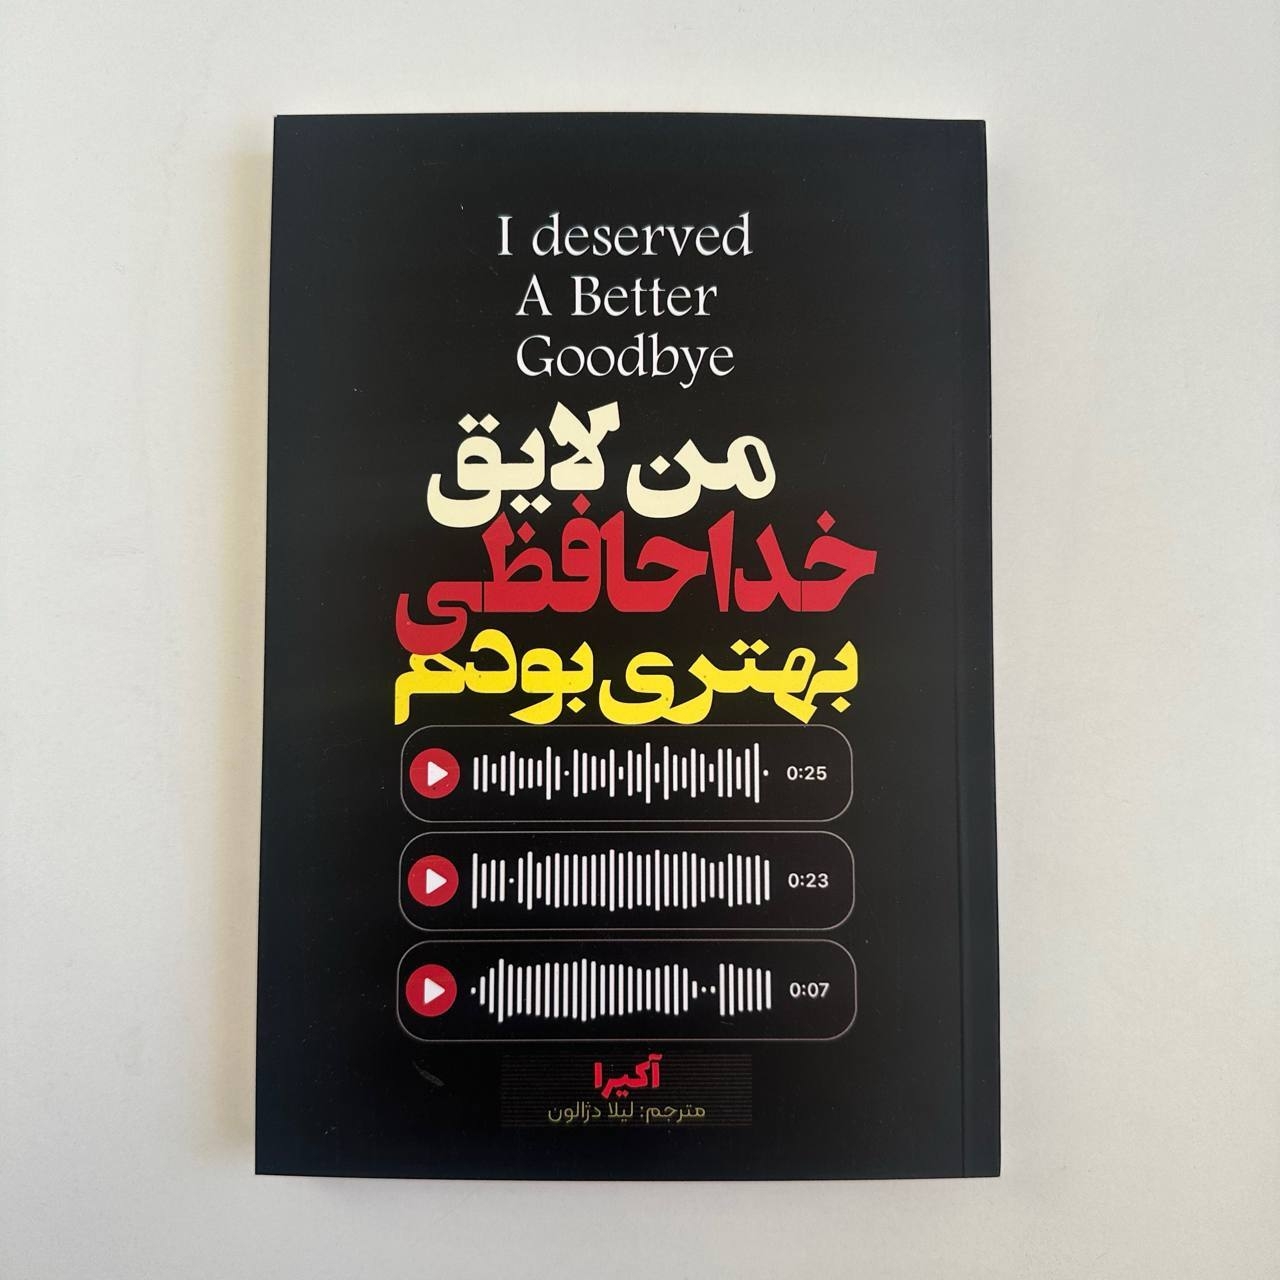 I deserved
A Better
Goodbye
من لایق
خداحافظی
بهتری بودم
0:25
0:23
0:07
آکیرا
مترجم: لیلا دژالون